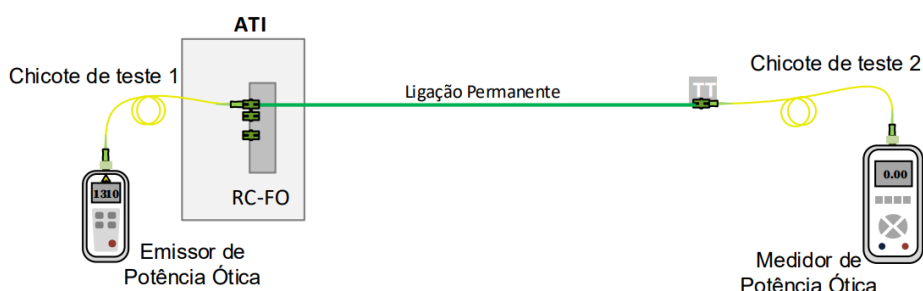 ATI
Chicote de teste 1
Chicote de teste 2
Ligação Permanente
TT
1310
0.00
RC-FO
Emissor de
Potência Ótica
Medidor de
Potência Ótica